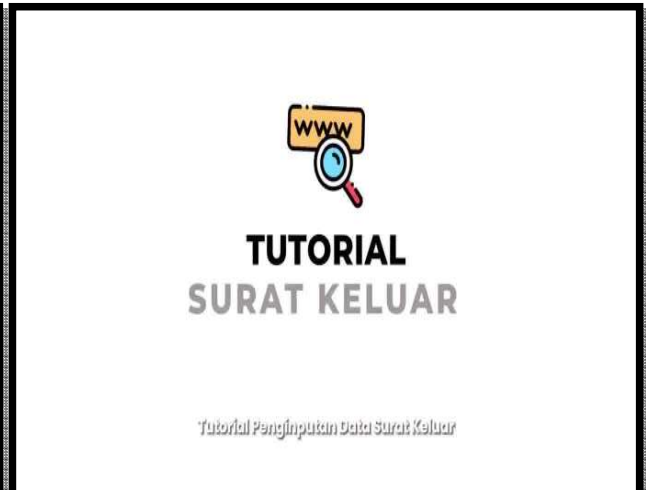 WWW
TUTORIAL
SURAT KELUAR
Tutorial Penginputan Data Surat Keluar